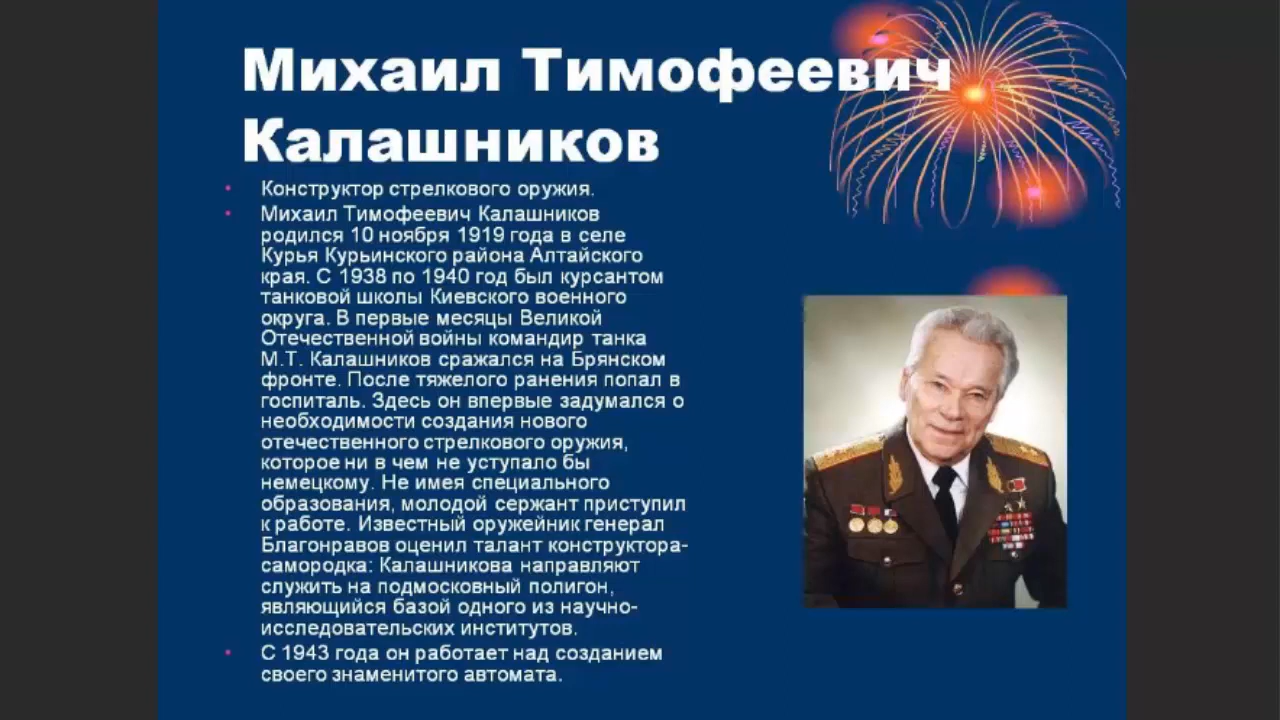 Михаил Тимофеевич
Калашников
• Конструктор стрелкового оружия.
• Михаил Тимофеевич Калашников
родился 10 ноября 1919 года в селе
Курья Курьинского района Алтайского
края. С 1938 по 1940 год был курсантом
танковой школы Киевского военного
округа. В первые месяцы Великой
Отечественной войны командир танка
М.Т. Калашников сражался на Брянском
фронте. После тяжелого ранения попал в
госпиталь. Здесь он впервые задумался о
необходимости создания нового
отечественного стрелкового оружия,
которое ни в чем не уступало бы
немецкому. Не имея специального
образования, молодой сержант приступил
к работе. Известный оружейник генерал
Благонравов оценил талант конструктора-
самородка: Калашникова направляют
служить на подмосковный полигон,
являющийся базой одного из научно-
исследовательских институтов.
• С 1943 года он работает над созданием
своего знаменитого автомата.